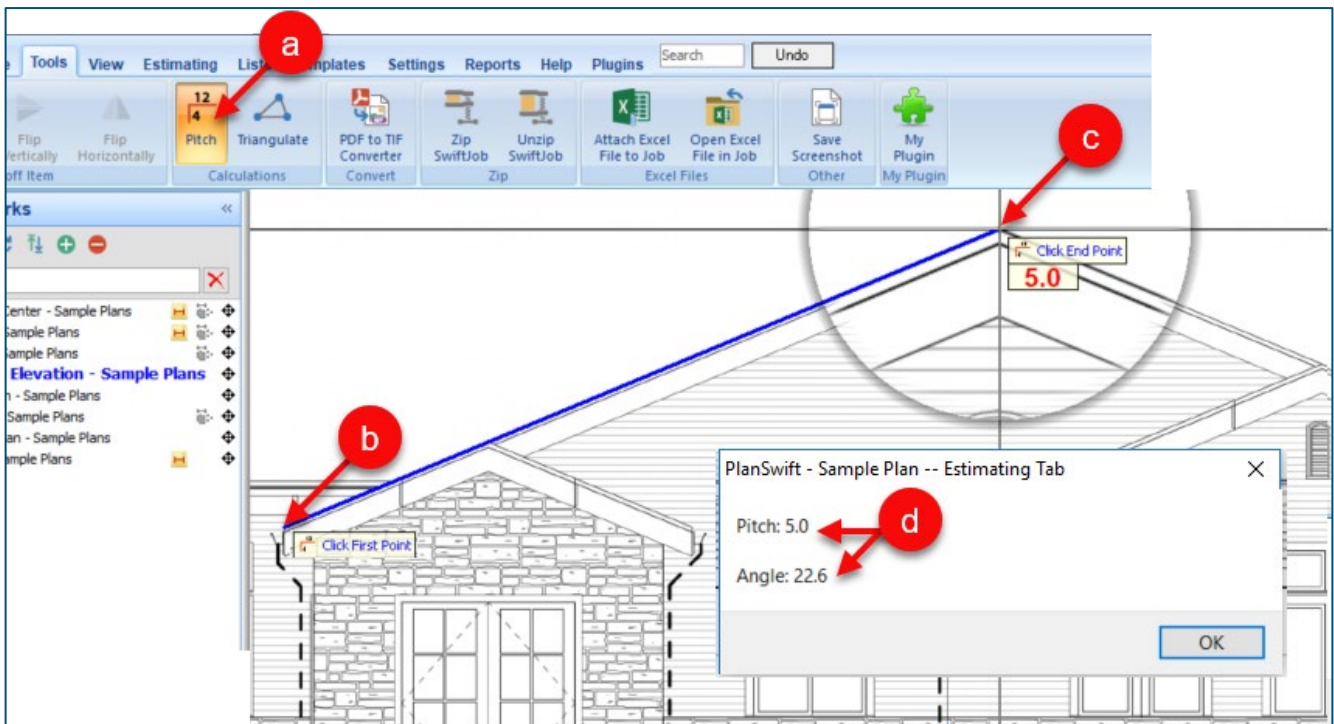 a
Tools View Estimating Lis plates Settings Reports Help Plugins Search Undo
12
4
Flip
Vertically
Flip
Horizontally
Pitch
Triangulate
PDF to TIF
Converter
Zip
SwiftJob
Unzip
SwiftJob
Attach Excel
File to Job
Open Excel
File in Job
Save
Screenshot
My
Plugin
off Item Calculations Convert Zip Excel Files Other My Plugin
c
rks «
Center - Sample Plans
Sample Plans
Sample Plans
Elevation - Sample Plans
n - Sample Plans
Sample Plans
an - Sample Plans
ample Plans
Click End Point
5.0
b
Click First Point
PlanSwift - Sample Plan -- Estimating Tab
Pitch: 5.0
d
Angle: 22.6
OK